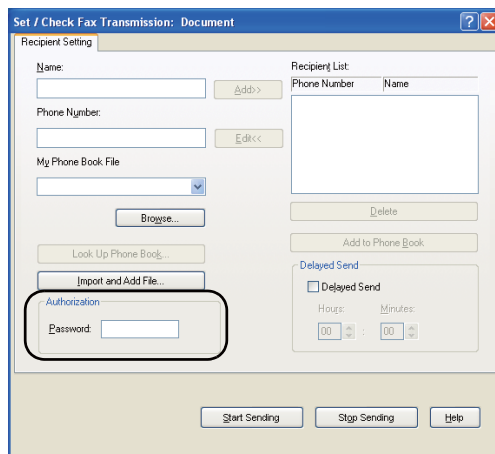 Set / Check Fax Transmission: Document
Recipient Setting
Name:
Add>>
Phone Number:
Edit<<
My Phone Book File
Browse...
Look Up Phone Book...
Import and Add File...
Authorization
Password:
Recipient List:
Phone Number Name
Delete
Add to Phone Book
Delayed Send
Delayed Send
Hours: Minutes:
00 : 00
Start Sending Stop Sending Help